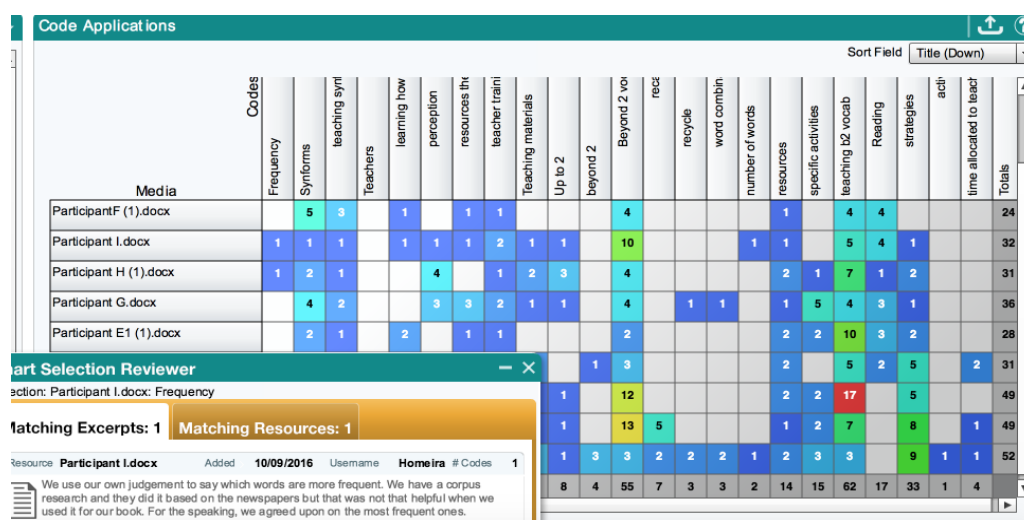 Code Applications
Sort Field Title (Down)
Codes
Media
Frequency
Synforms
teaching synf
Teachers
learning how
perception
resources the
teacher traini
Teaching materials
Up to 2
beyond 2
Beyond 2 voc
reca
recycle
word combin
number of words
resources
specific activities
teaching b2 vocab
Reading
strategies
acti
time allocated to teach
Totals
ParticipantF (1).docx 5 3 1 1 1 4 1 4 4 24
Participant I.docx 1 1 1 1 1 1 2 1 1 10 1 1 5 4 1 32
Participant H (1).docx 1 2 1 4 1 2 3 4 2 1 7 1 2 31
Participant G.docx 4 2 3 3 2 1 1 4 1 1 1 5 4 3 1 36
Participant E1 (1).docx 2 1 2 1 1 2 2 2 10 3 2 28
1 3 2 5 2 5 2 31
1 12 2 2 17 5 49
1 13 5 1 2 7 8 1 49
1 3 3 2 2 2 1 2 3 3 9 1 1 52
8 4 55 7 3 3 2 14 15 62 17 33 1 4
art Selection Reviewer
ection: Participant I.docx: Frequency
Matching Excerpts: 1 Matching Resources: 1
Resource Participant I.docx Added 10/09/2016 Username Homeira # Codes 1
We use our own judgement to say which words are more frequent. We have a corpus
research and they did it based on the newspapers but that was not that helpful when we
used it for our book. For the speaking, we agreed upon on the most frequent ones.